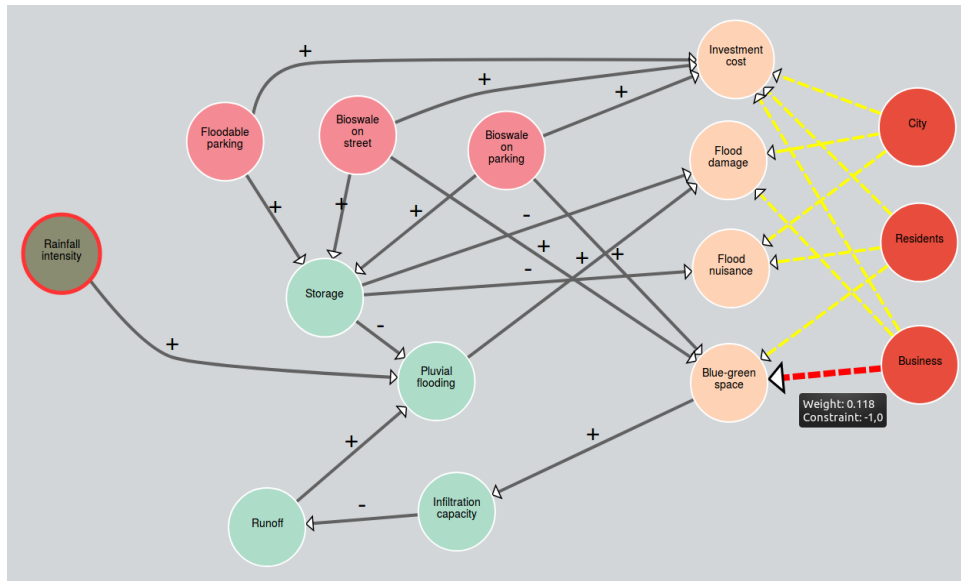 Investment
cost
+
+
+
Floodable
parking
Bioswale
on
street
Bioswale
on
parking
City
Flood
damage
+
+
+
-
Rainfall
intensity
Residents
+
+
+
Flood
nuisance
-
Storage
-
+
Pluvial
flooding
Blue-green
space
Business
Weight: 0.118
Constraint: -1,0
+
+
Infiltration
capacity
-
Runoff